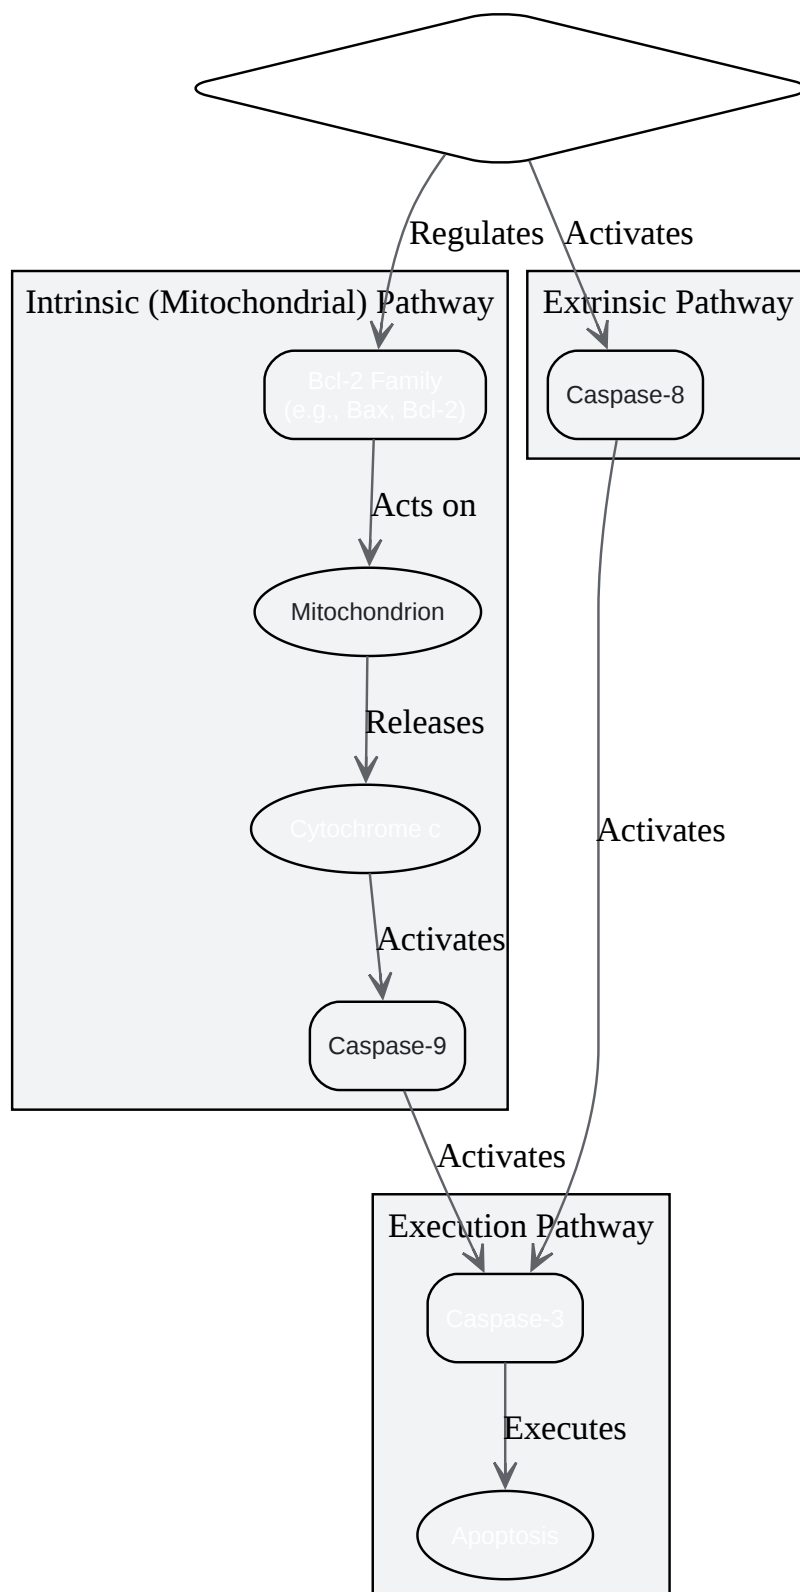 Regulates
Activates
Intrinsic (Mitochondrial) Pathway
Extrinsic Pathway
Bcl-2 Family
(e.g., Bax, Bcl-2)
Caspase-8
Acts on
Mitochondrion
Releases
Cytochrome c
Activates
Activates
Caspase-9
Activates
Execution Pathway
Caspase-3
Executes
Apoptosis